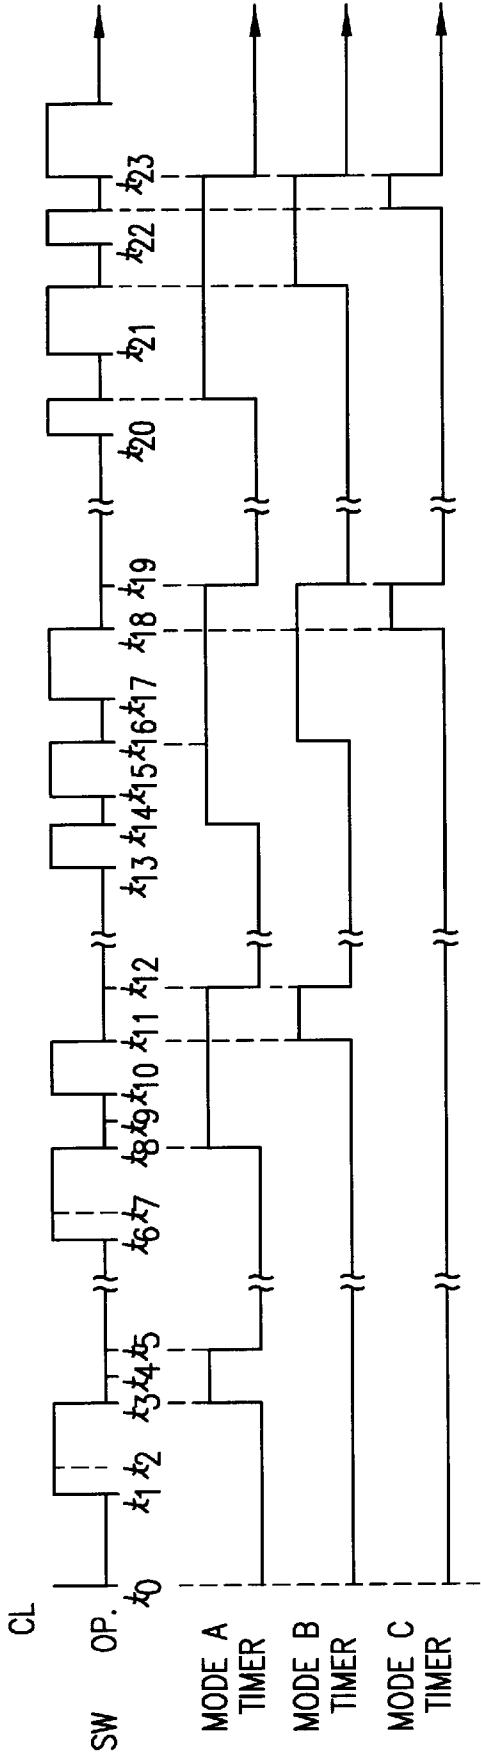 CL
SW OP.
t0 t1 t2 t3 t4 t5 t6 t7 t8 t9 t10 t11 t12 t13 t14 t15 t16 t17 t18 t19 t20 t21 t22 t23
MODE A
TIMER
MODE B
TIMER
MODE C
TIMER